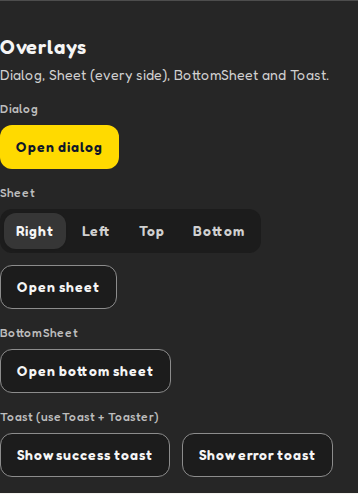 Overlays
Dialog, Sheet (every side), BottomSheet and Toast.
Dialog
Open dialog
Sheet
Right Left Top Bottom
Open sheet
BottomSheet
Open bottom sheet
Toast (useToast + Toaster)
Show success toast Show error toast